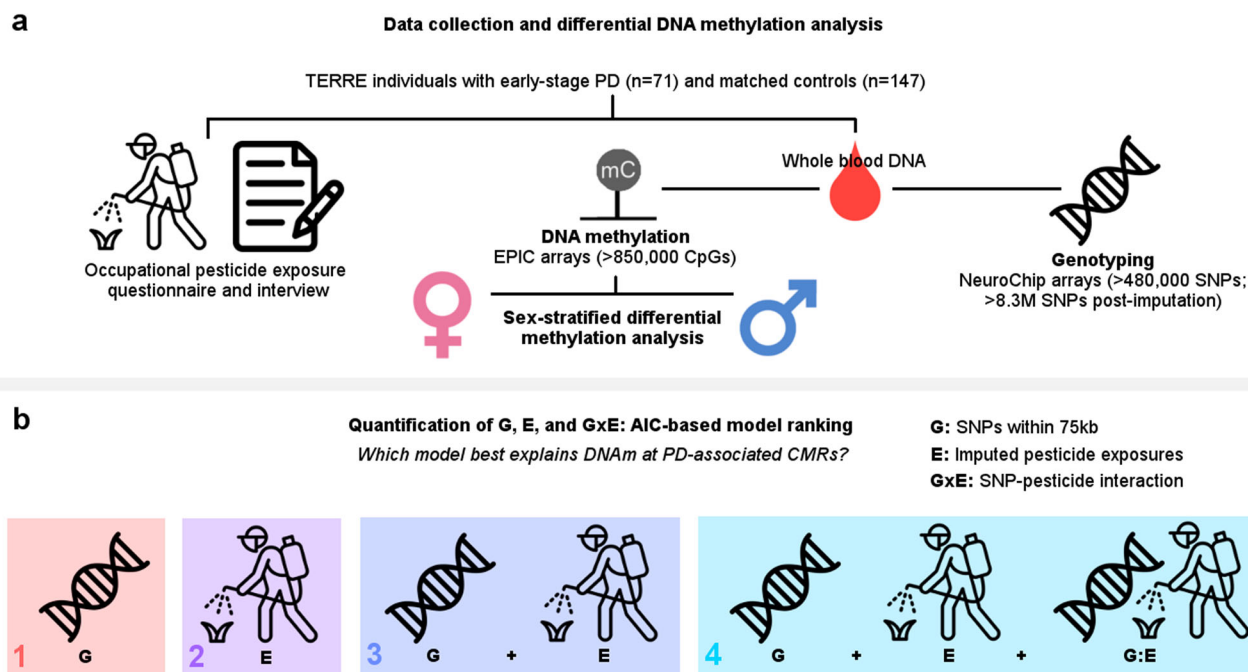 a
Data collection and differential DNA methylation analysis
TERRE individuals with early-stage PD (n=71) and matched controls (n=147)
Occupational pesticide exposure
questionnaire and interview
mC
DNA methylation
EPIC arrays (>850,000 CpGs)
Sex-stratified differential
methylation analysis
Whole blood DNA
Genotyping
NeuroChip arrays (>480,000 SNPs;
>8.3M SNPs post-imputation)
b
Quantification of G, E, and GxE: AIC-based model ranking
Which model best explains DNAm at PD-associated CMRs?
G: SNPs within 75kb
E: Imputed pesticide exposures
GxE: SNP-pesticide interaction
1 G
2 E
3 G + E
4 G + E + G:E